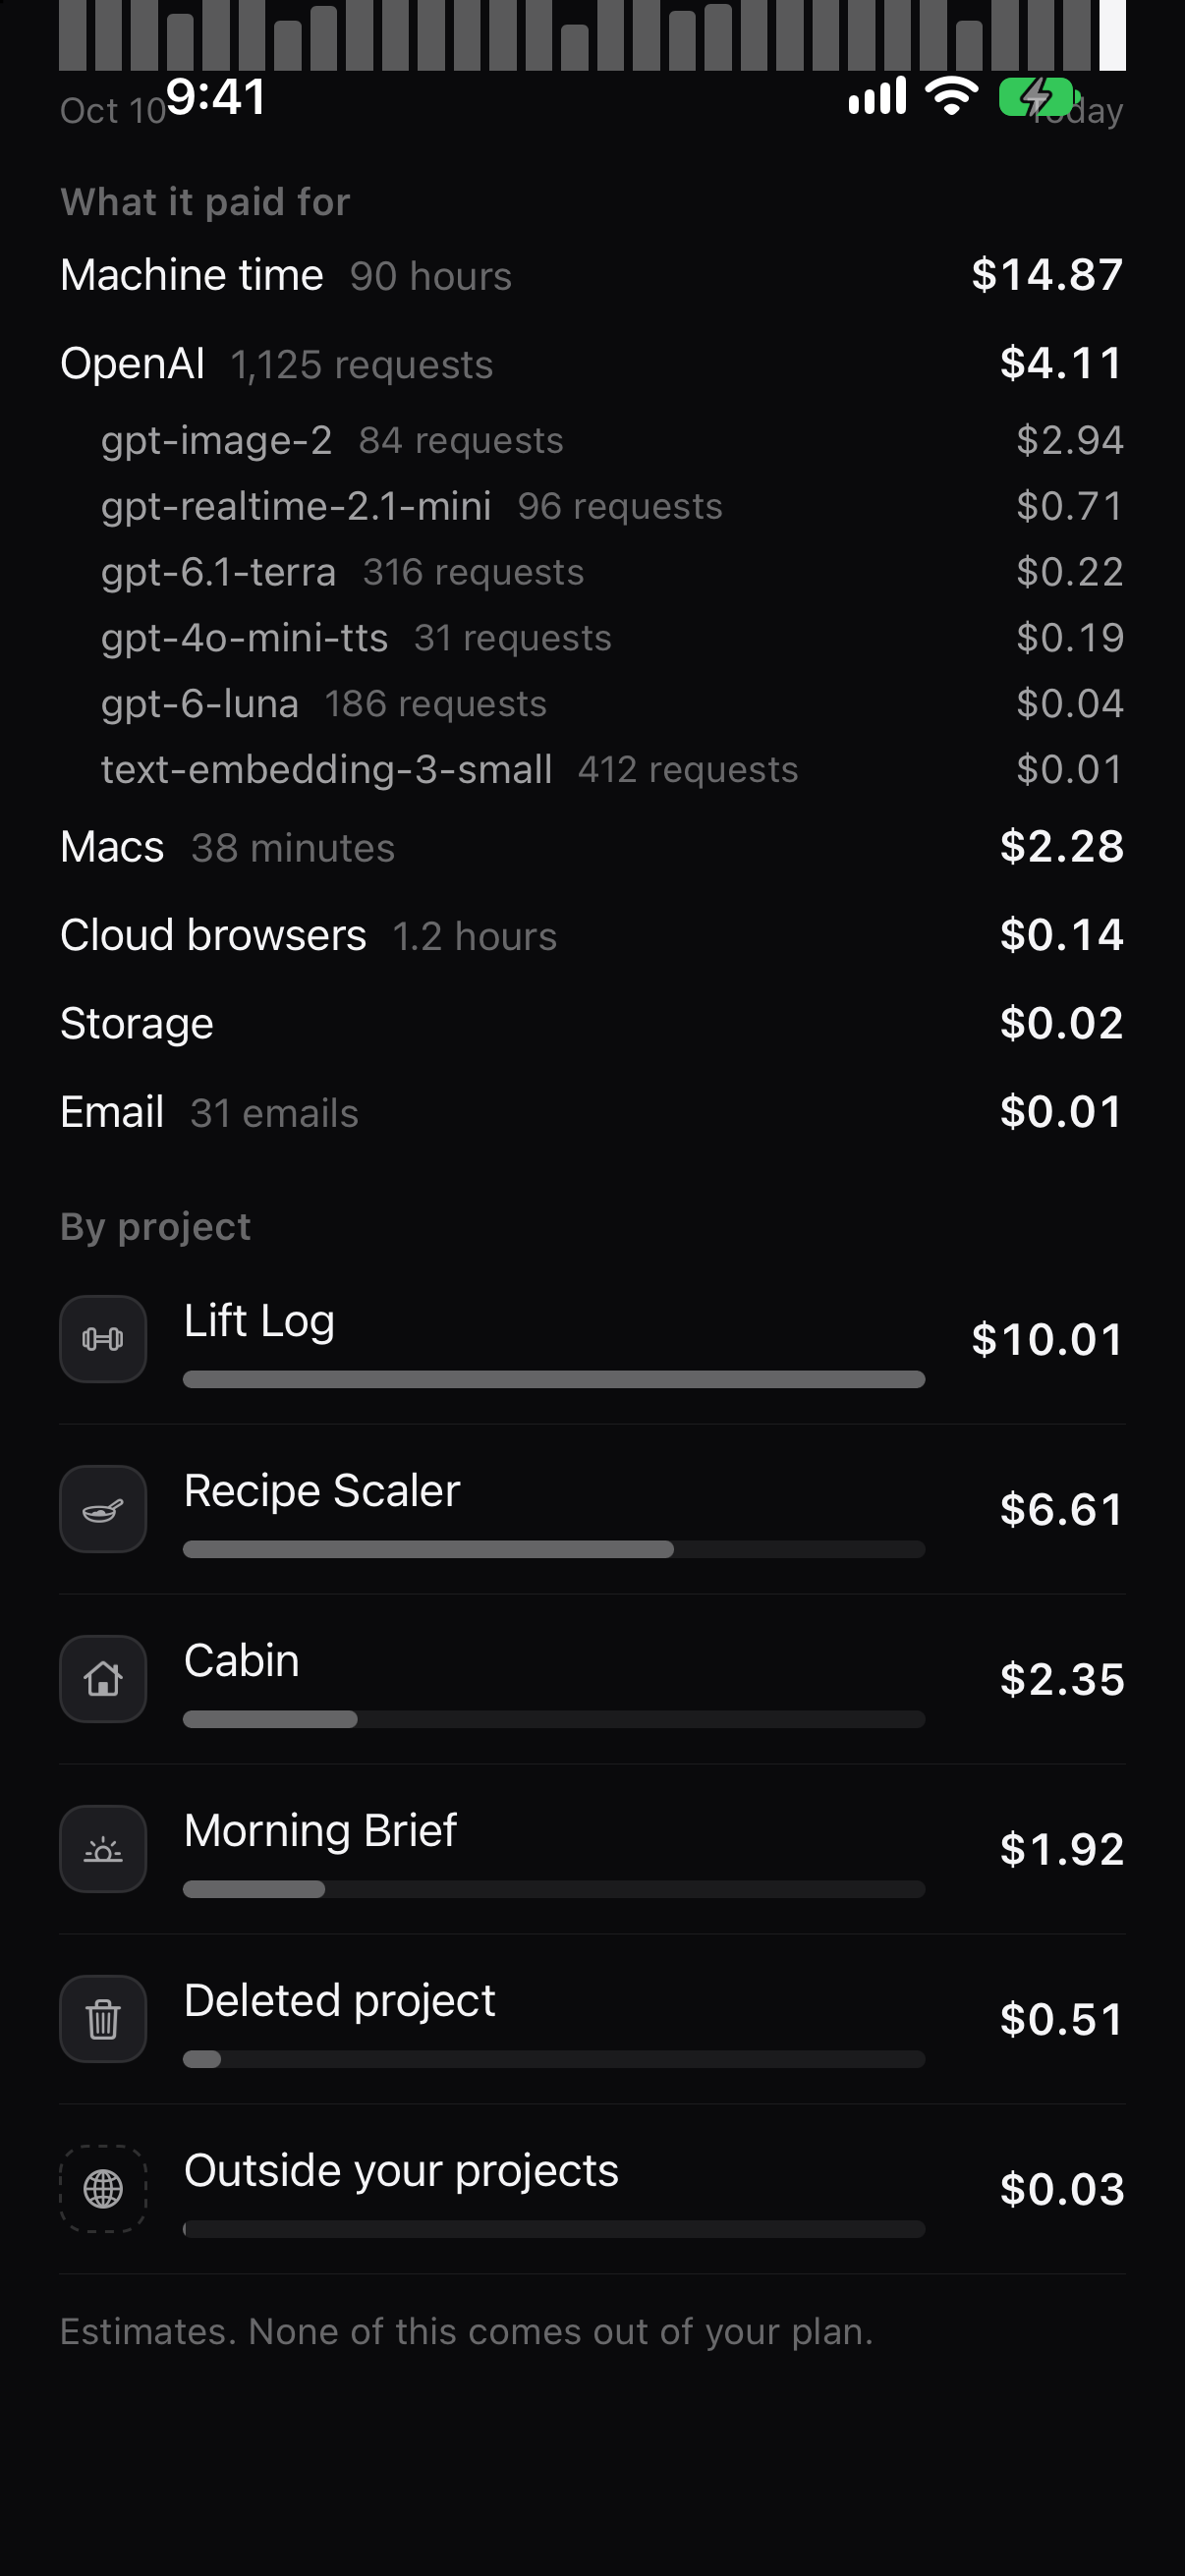 Oct 10
9:41
day
What it paid for
Machine time 90 hours $14.87
OpenAI 1,125 requests $4.11
gpt-image-2 84 requests $2.94
gpt-realtime-2.1-mini 96 requests $0.71
gpt-6.1-terra 316 requests $0.22
gpt-4o-mini-tts 31 requests $0.19
gpt-6-luna 186 requests $0.04
text-embedding-3-small 412 requests $0.01
Macs 38 minutes $2.28
Cloud browsers 1.2 hours $0.14
Storage $0.02
Email 31 emails $0.01
By project
Lift Log $10.01
Recipe Scaler $6.61
Cabin $2.35
Morning Brief $1.92
Deleted project $0.51
Outside your projects $0.03
Estimates. None of this comes out of your plan.